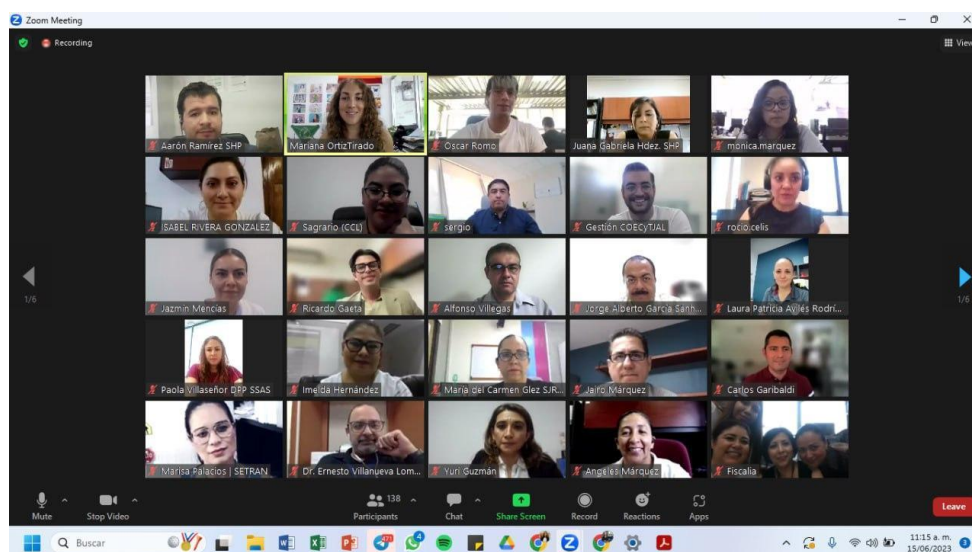 Zoom Meeting
Recording
View
Aarón Ramírez SHP
Mariana OrtizTirado
Oscar Romo
Juana Gabriela Hdez. SHP
monica.marquez
ISABEL RIVERA GONZALEZ
Sagrario (CCL)
sergio
Gestión COECyTJAL
rocio.celis
Jazmín Mencías
Ricardo Gaeta
Alfonso Villegas
Jorge Alberto García Sanh...
Laura Patricia Avilés Rodrí...
1/6
1/6
Paola Villaseñor DPP SSAS
Imelda Hernández
María del Carmen Glez SJR...
Jairo Márquez
Carlos Garibaldi
Marisa Palacios | SETRAN
Dr. Ernesto Villanueva Lom...
Yuri Guzmán
Angeles Márquez
Fiscalia
138
Mute
Stop Video
Participants
Chat
Share Screen
Record
Reactions
Apps
Leave
Buscar
11:15 a. m.
15/06/2023